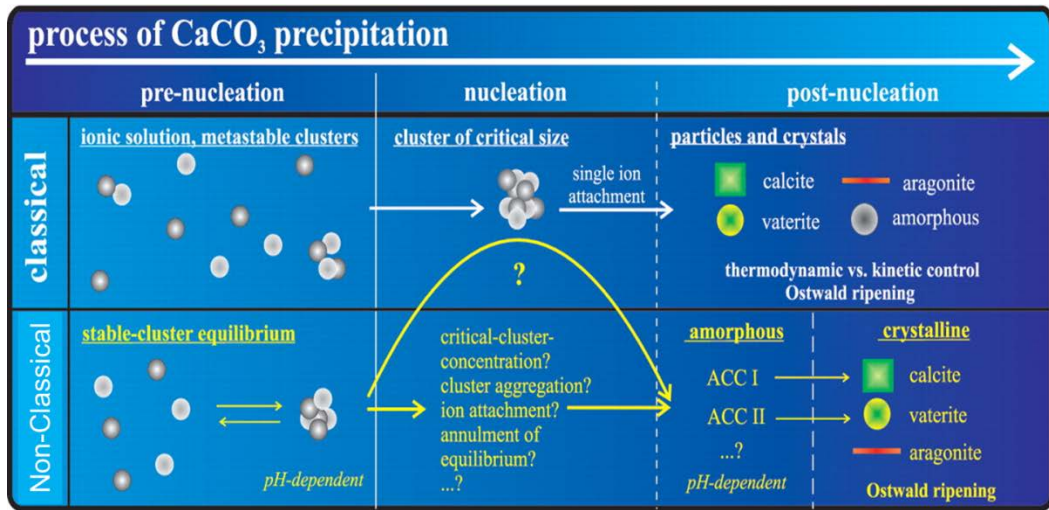 process of CaCO₃ precipitation
pre-nucleation
nucleation
post-nucleation
classical
ionic solution, metastable clusters
cluster of critical size
single ion
attachment
particles and crystals
calcite
aragonite
vaterite
amorphous
thermodynamic vs. kinetic control
Ostwald ripening
?
Non-Classical
stable-cluster equilibrium
pH-dependent
critical-cluster-
concentration?
cluster aggregation?
ion attachment?
annulment of
equilibrium?
...?
amorphous
ACC I
ACC II
...?
pH-dependent
crystalline
calcite
vaterite
aragonite
Ostwald ripening